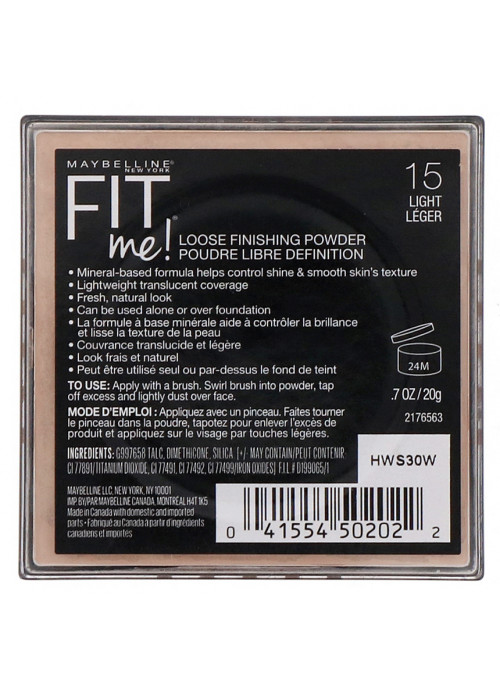 MAYBELLINE®
NEW YORK
FIT
me!®
15
LIGHT
LÉGER
LOOSE FINISHING POWDER
POUDRE LIBRE DEFINITION
• Mineral-based formula helps control shine & smooth skin's texture
• Lightweight translucent coverage
• Fresh, natural look
• Can be used alone or over foundation
• La formule à base minérale aide à contrôler la brillance
et lisse la texture de la peau
• Couvrance translucide et légère
• Look frais et naturel
• Peut être utilisé seul ou par-dessus le fond de teint
24M
TO USE: Apply with a brush. Swirl brush into powder, tap
off excess and lightly dust over face.
.7 OZ / 20g
MODE D'EMPLOI : Appliquez avec un pinceau. Faites tourner
le pinceau dans la poudre, tapotez pour enlever l'excès de
produit et appliquez sur le visage par touches légères.
2176563
INGREDIENTS: G997658 TALC, DIMETHICONE, SILICA [+/- MAY CONTAIN/PEUT CONTENIR
CI 77891/TITANIUM DIOXIDE, CI 77491, CI 77492, CI 77499/IRON OXIDES] F.I.L # D199065/1
HWS30W
MAYBELLINE LLC, NEW YORK, NY 10001
IMP. BY/PAR MAYBELLINE CANADA, MONTRÉAL H4T 1K5
Made in Canada with domestic and imported
parts • Fabriqué au Canada à partir d'ingrédients
canadiens et importés
0 41554 50202 2